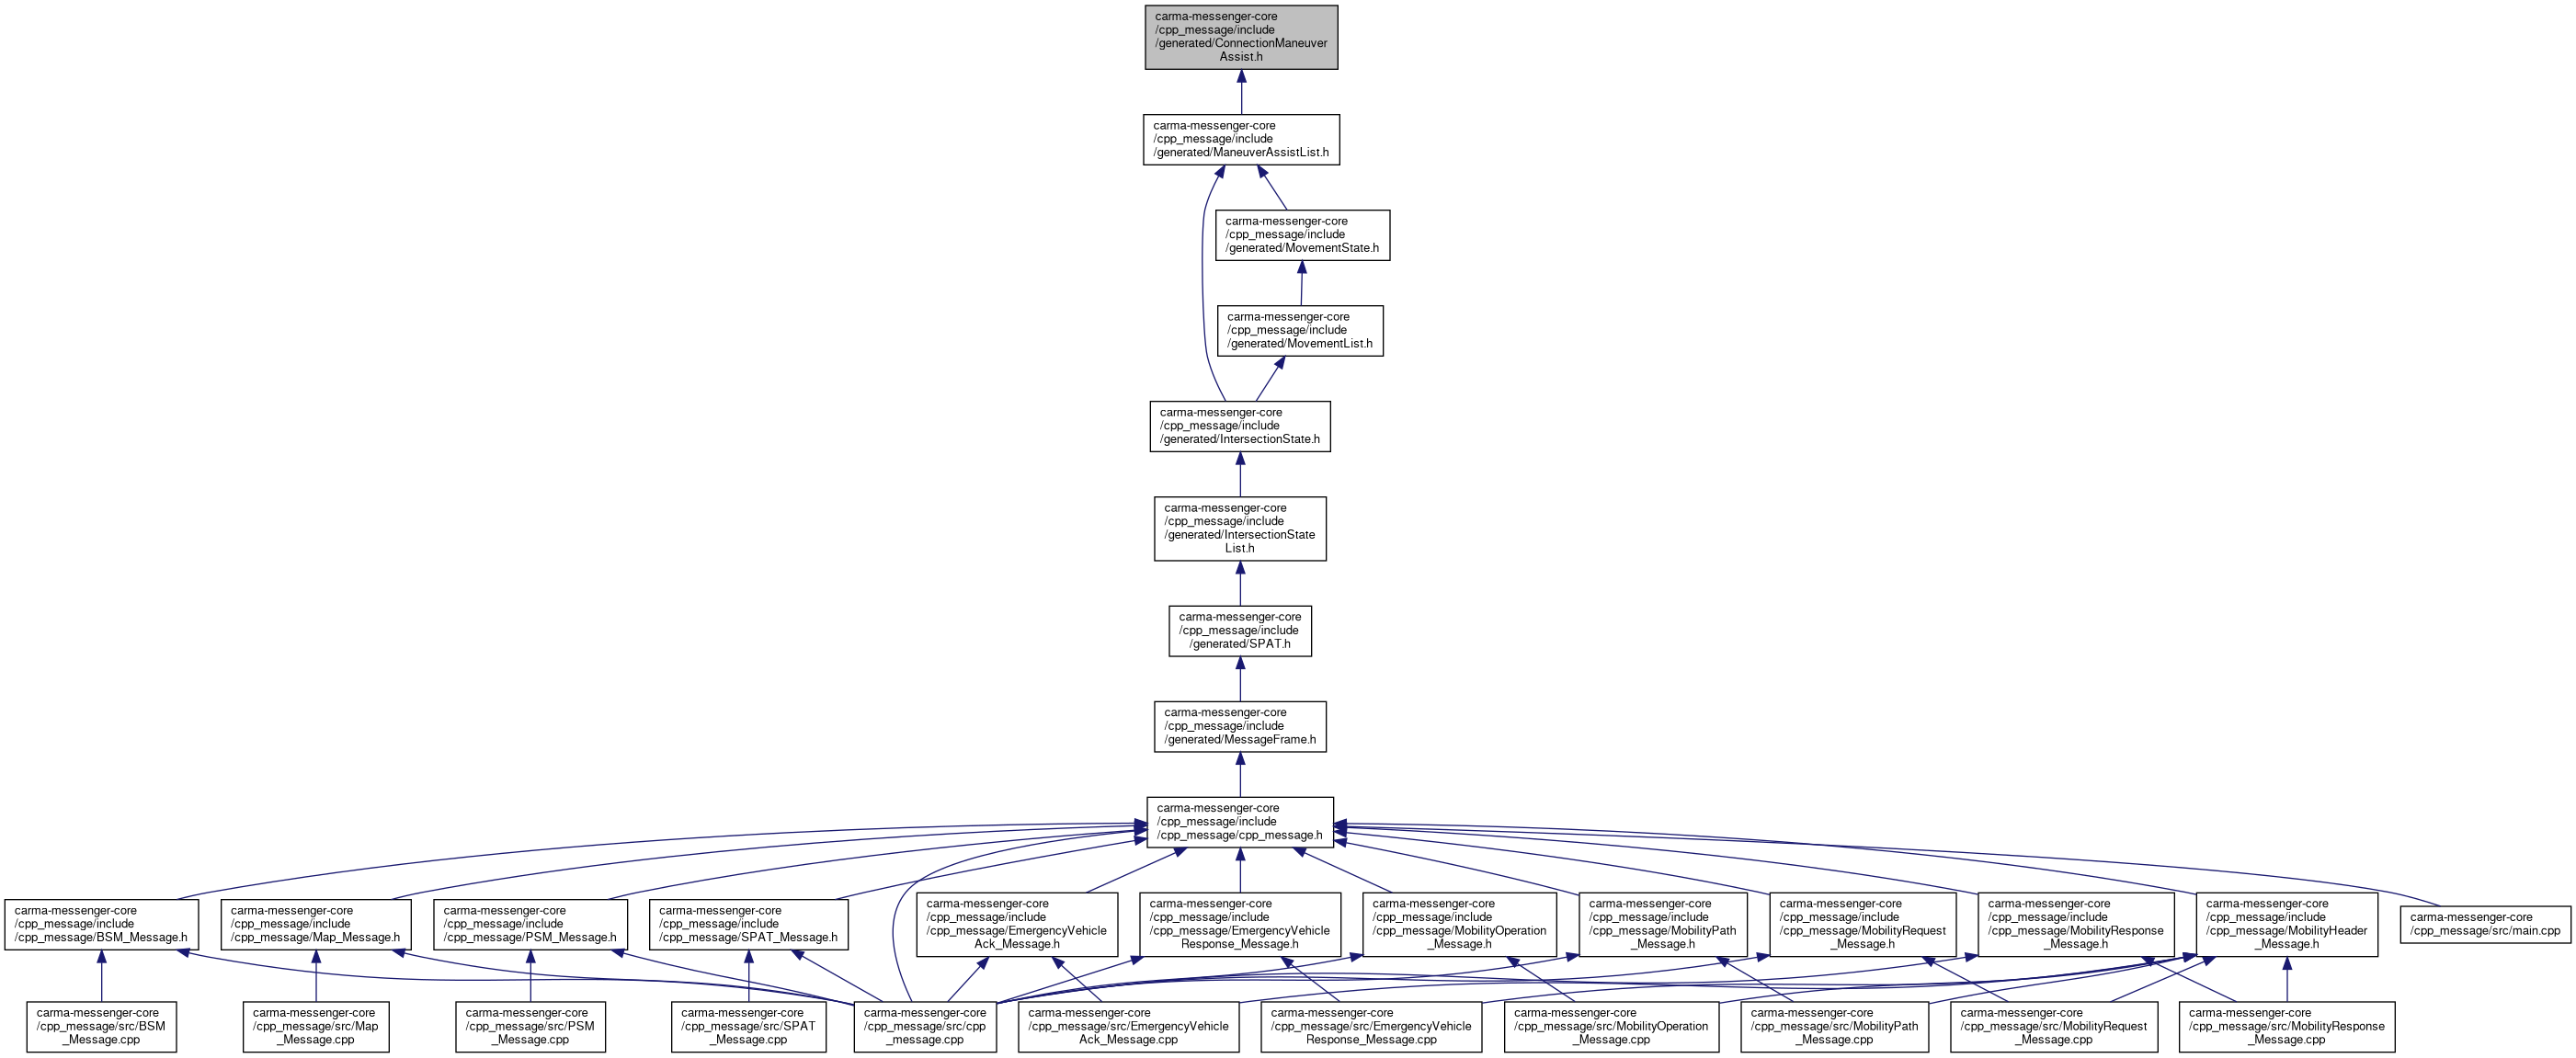 carma-messenger-core
/cpp_message/include
/generated/ConnectionManeuver
Assist.h
carma-messenger-core
/cpp_message/include
/generated/ManeuverAssistList.h
carma-messenger-core
/cpp_message/include
/generated/MovementState.h
carma-messenger-core
/cpp_message/include
/generated/MovementList.h
carma-messenger-core
/cpp_message/include
/generated/IntersectionState.h
carma-messenger-core
/cpp_message/include
/generated/IntersectionState
List.h
carma-messenger-core
/cpp_message/include
/generated/SPAT.h
carma-messenger-core
/cpp_message/include
/generated/MessageFrame.h
carma-messenger-core
/cpp_message/include
/cpp_message/cpp_message.h
carma-messenger-core
/cpp_message/include
/cpp_message/BSM_Message.h
carma-messenger-core
/cpp_message/include
/cpp_message/Map_Message.h
carma-messenger-core
/cpp_message/include
/cpp_message/PSM_Message.h
carma-messenger-core
/cpp_message/include
/cpp_message/SPAT_Message.h
carma-messenger-core
/cpp_message/include
/cpp_message/EmergencyVehicle
Ack_Message.h
carma-messenger-core
/cpp_message/include
/cpp_message/EmergencyVehicle
Response_Message.h
carma-messenger-core
/cpp_message/include
/cpp_message/MobilityOperation
_Message.h
carma-messenger-core
/cpp_message/include
/cpp_message/MobilityPath
_Message.h
carma-messenger-core
/cpp_message/include
/cpp_message/MobilityRequest
_Message.h
carma-messenger-core
/cpp_message/include
/cpp_message/MobilityResponse
_Message.h
carma-messenger-core
/cpp_message/include
/cpp_message/MobilityHeader
_Message.h
carma-messenger-core
/cpp_message/src/main.cpp
carma-messenger-core
/cpp_message/src/BSM
_Message.cpp
carma-messenger-core
/cpp_message/src/Map
_Message.cpp
carma-messenger-core
/cpp_message/src/PSM
_Message.cpp
carma-messenger-core
/cpp_message/src/SPAT
_Message.cpp
carma-messenger-core
/cpp_message/src/cpp
_message.cpp
carma-messenger-core
/cpp_message/src/EmergencyVehicle
Ack_Message.cpp
carma-messenger-core
/cpp_message/src/EmergencyVehicle
Response_Message.cpp
carma-messenger-core
/cpp_message/src/MobilityOperation
_Message.cpp
carma-messenger-core
/cpp_message/src/MobilityPath
_Message.cpp
carma-messenger-core
/cpp_message/src/MobilityRequest
_Message.cpp
carma-messenger-core
/cpp_message/src/MobilityResponse
_Message.cpp